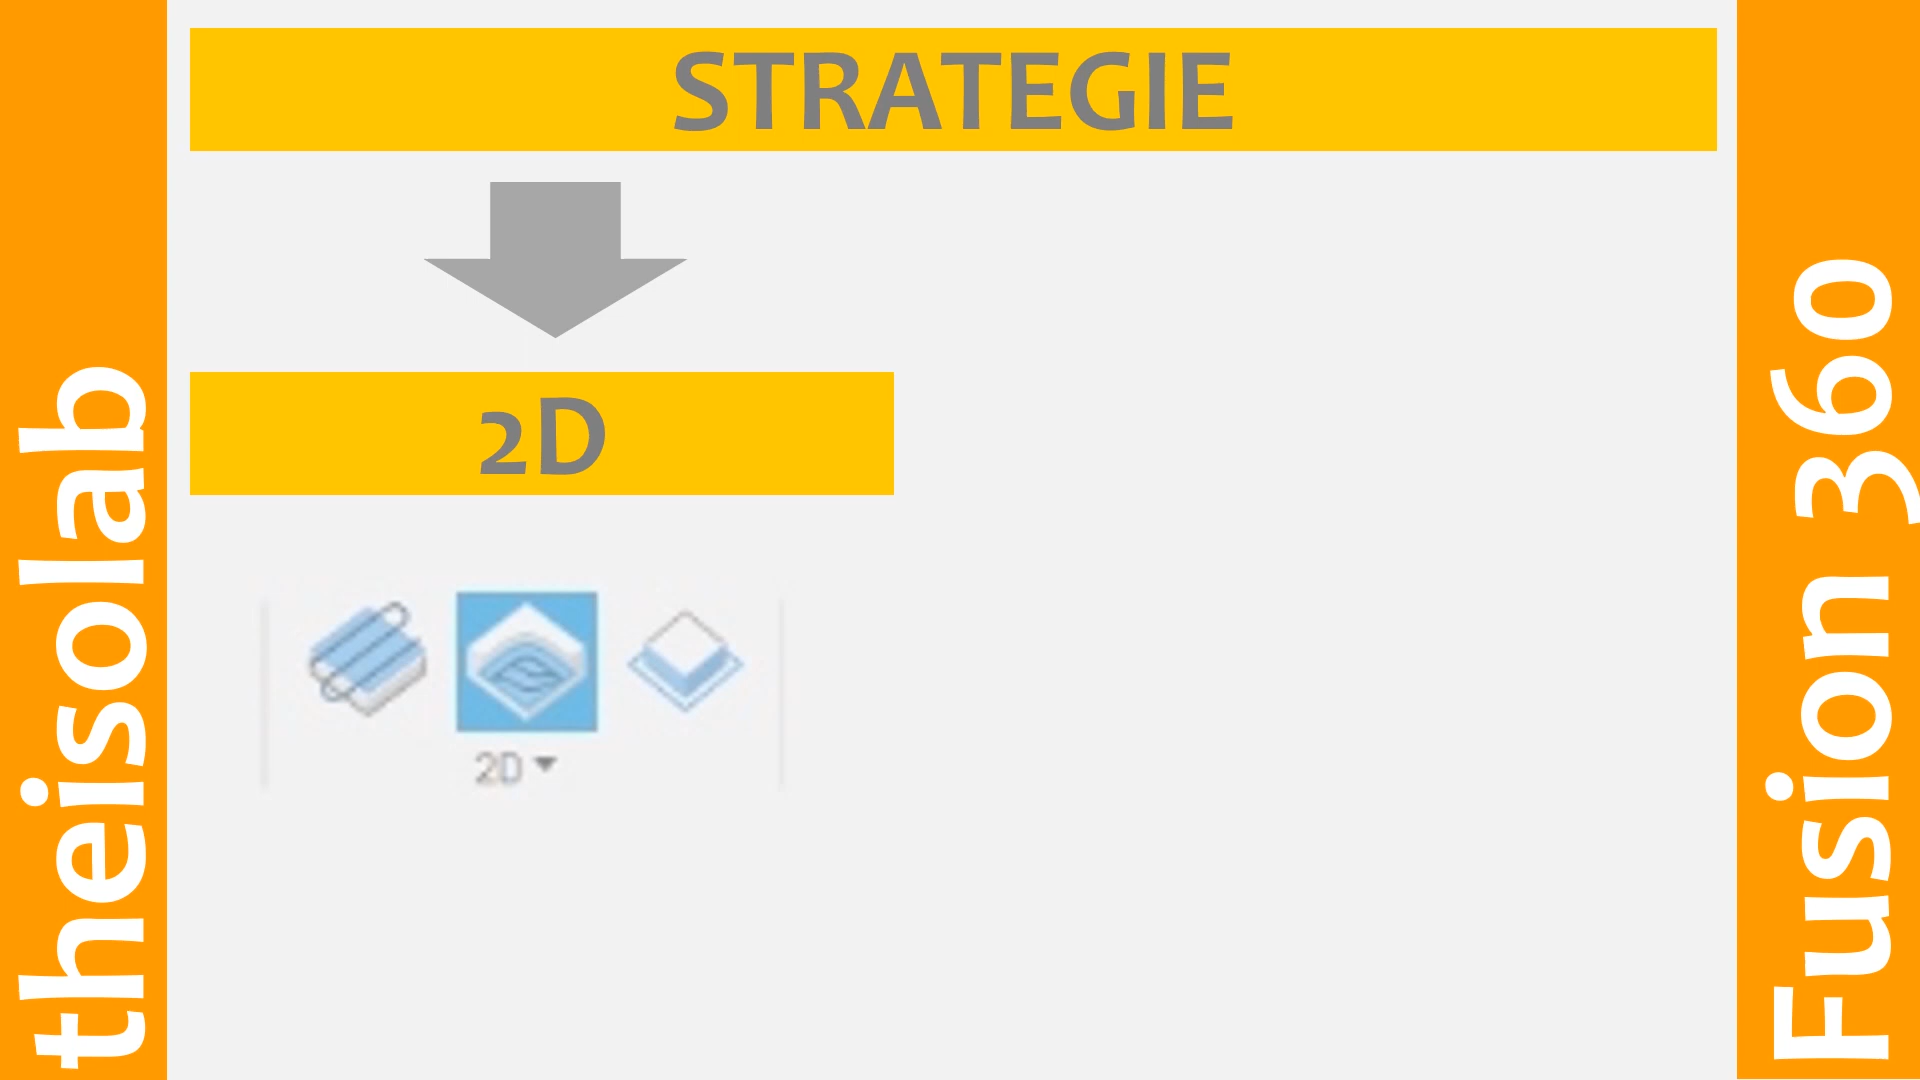 STRATEGIE
2D
2D
theisolab
Fusion 360